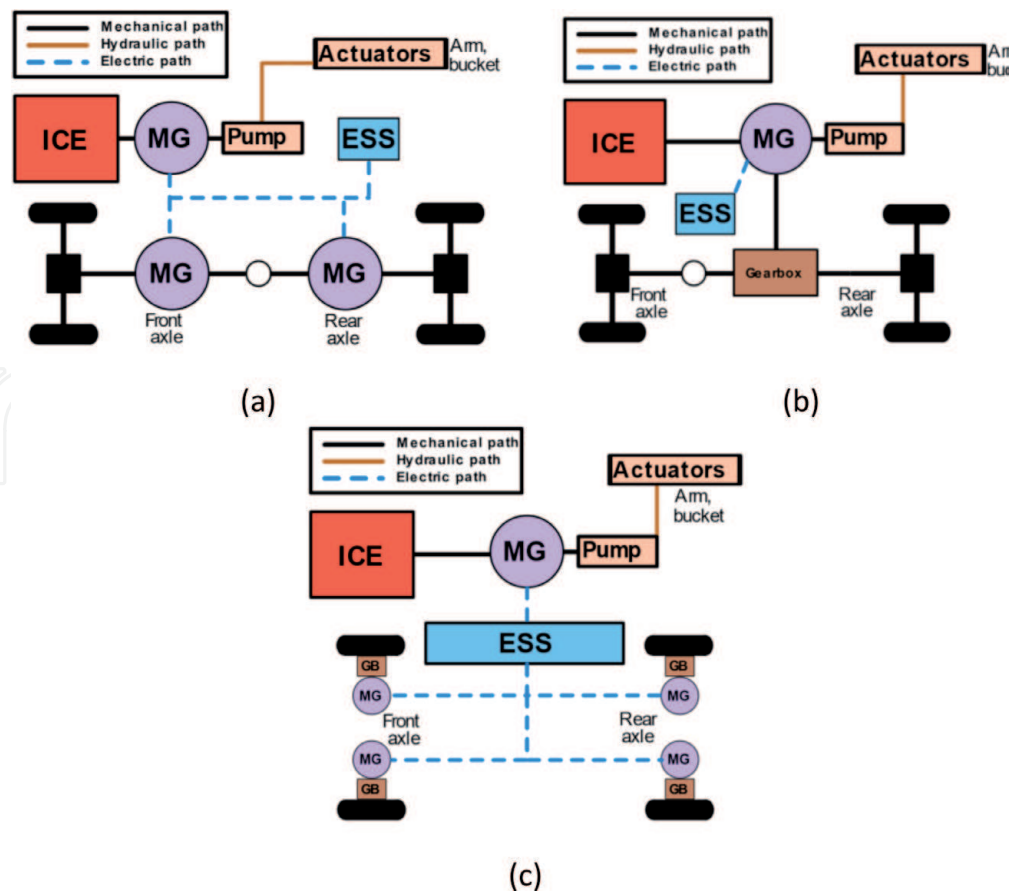 Mechanical path
Hydraulic path
Electric path
Actuators
Arm,
bucket
ICE
MG
Pump
ESS
MG
MG
Front
axle
Rear
axle
(a)
Mechanical path
Hydraulic path
Electric path
Actuators
Arm,
buc
ICE
MG
Pump
ESS
Gearbox
Front
axle
Rear
axle
(b)
Mechanical path
Hydraulic path
Electric path
Actuators
Arm,
bucket
ICE
MG
Pump
ESS
GB
GB
MG
MG
Front
axle
Rear
axle
MG
MG
GB
GB
(c)